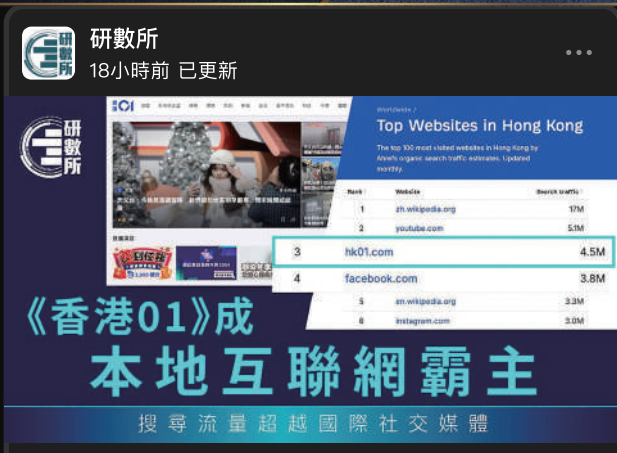 研數所
18小時前 已更新
研
數
所
01
Worldwide /
Top Websites in Hong Kong
The top 100 most visited websites in Hong Kong by
Ahrefs organic search traffic estimates. Updated
monthly.
Rank Website Search traffic
1 zh.wikipedia.org 17M
2 youtube.com 5.1M
3 hk01.com 4.5M
4 facebook.com 3.8M
5 en.wikipedia.org 3.3M
6 instagram.com 3.0M
《香港01》成
本地互聯網霸主
搜尋流量超越國際社交媒體